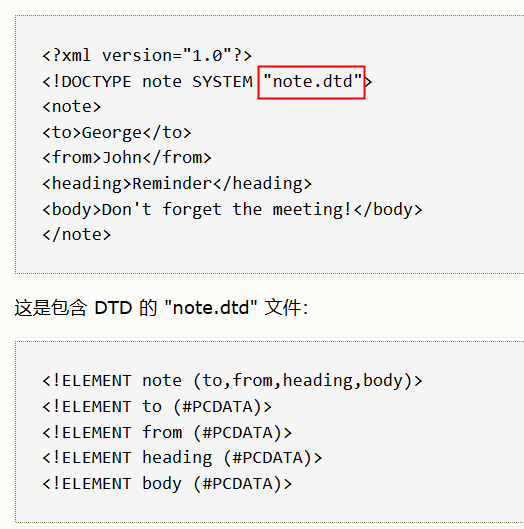 <?xml version="1.0"?>
<!DOCTYPE note SYSTEM "note.dtd">
<note>
<to>George</to>
<from>John</from>
<heading>Reminder</heading>
<body>Don't forget the meeting!</body>
</note>
这是包含 DTD 的 "note.dtd" 文件:
<!ELEMENT note (to,from,heading,body)>
<!ELEMENT to (#PCDATA)>
<!ELEMENT from (#PCDATA)>
<!ELEMENT heading (#PCDATA)>
<!ELEMENT body (#PCDATA)>